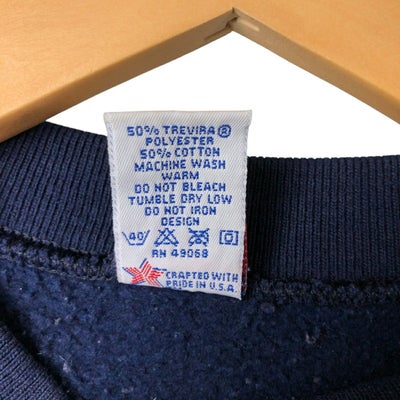 50% TREVIRA®
POLYESTER
50% COTTON
MACHINE WASH
WARM
DO NOT BLEACH
TUMBLE DRY LOW
DO NOT IRON
DESIGN
40
RN 49068
CRAFTED WITH
PRIDE IN U.S.A.